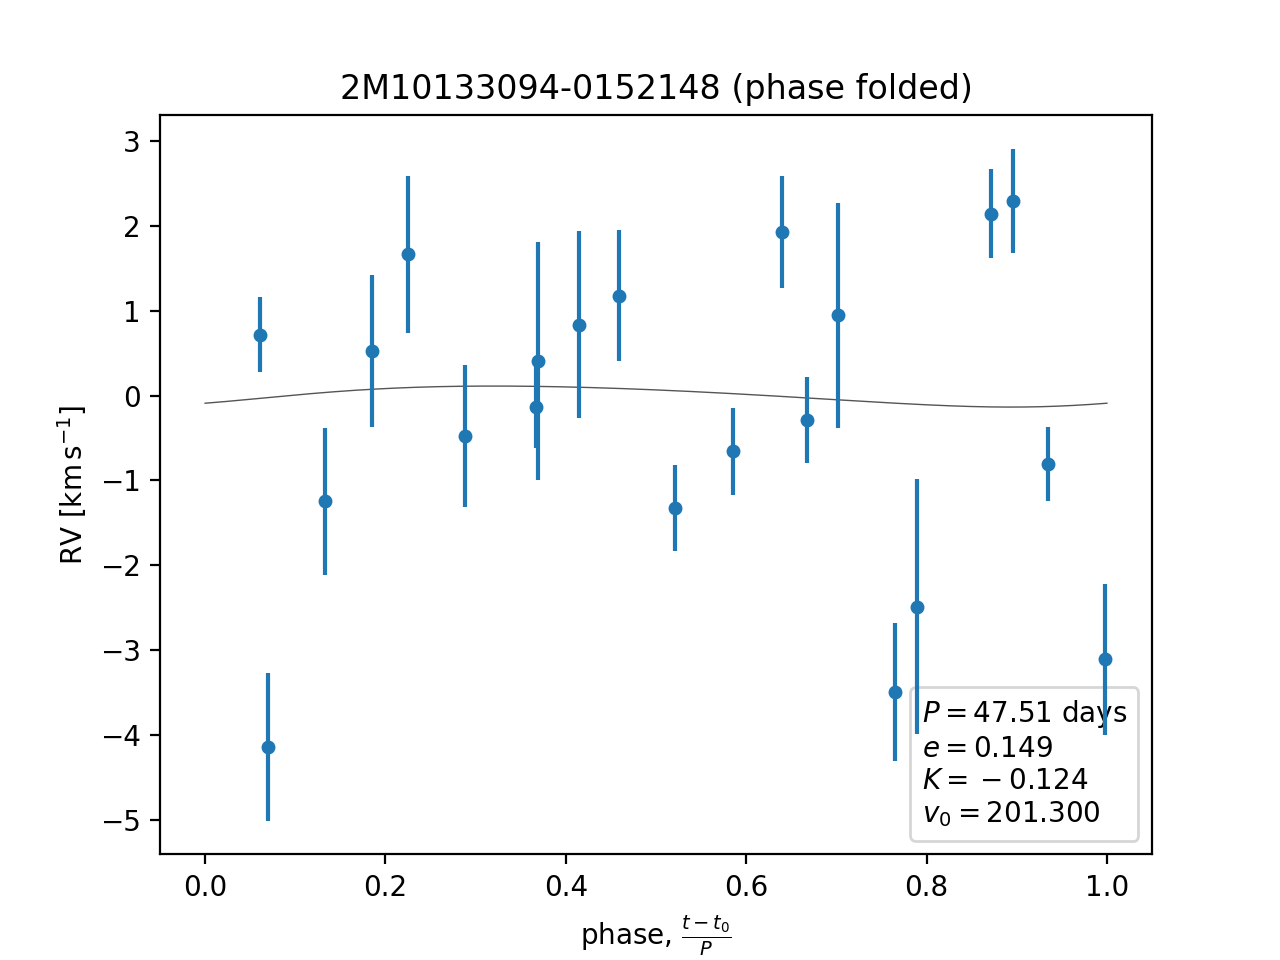 2M10133094-0152148 (phase folded)
RV [km s⁻¹]
3
2
1
0
−1
−2
−3
−4
−5
P = 47.51 days
e = 0.149
K = −0.124
v₀ = 201.300
0.0 0.2 0.4 0.6 0.8 1.0
phase, (t − t₀)/P